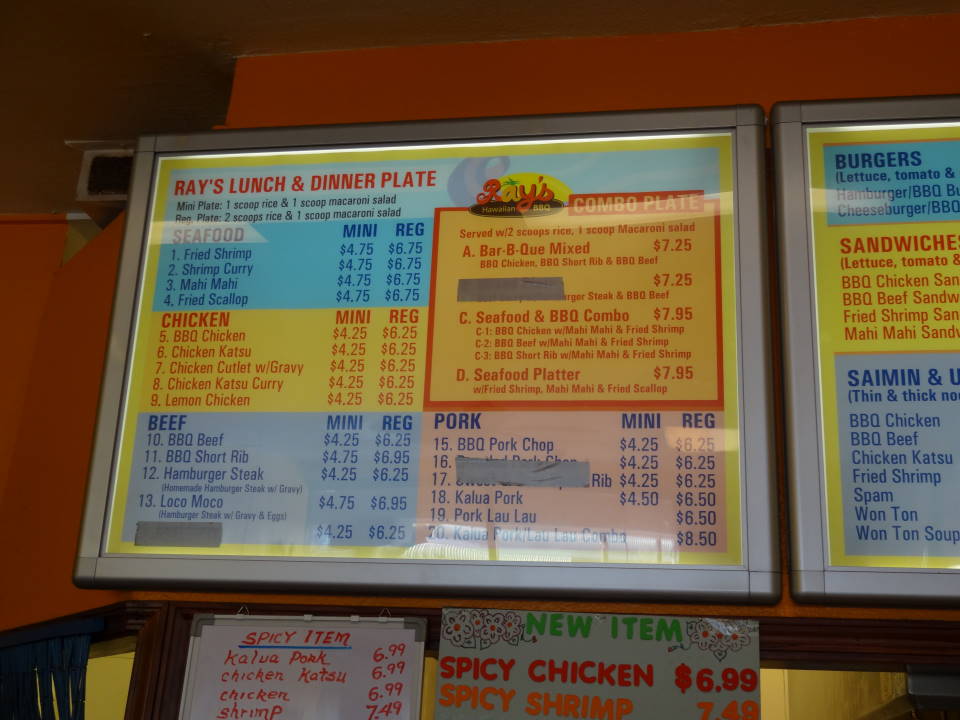 RAY'S LUNCH & DINNER PLATE
Mini Plate: 1 scoop rice & 1 scoop macaroni salad
Reg. Plate: 2 scoops rice & 1 scoop macaroni salad
SEAFOOD MINI REG
1. Fried Shrimp $4.75 $6.75
2. Shrimp Curry $4.75 $6.75
3. Mahi Mahi $4.75 $6.75
4. Fried Scallop $4.75 $6.75
CHICKEN MINI REG
5. BBQ Chicken $4.25 $6.25
6. Chicken Katsu $4.25 $6.25
7. Chicken Cutlet w/Gravy $4.25 $6.25
8. Chicken Katsu Curry $4.25 $6.25
9. Lemon Chicken $4.25 $6.25
BEEF MINI REG
10. BBQ Beef $4.25 $6.25
11. BBQ Short Rib $4.75 $6.95
12. Hamburger Steak $4.25 $6.25
(Homemade Hamburger Steak w/ Gravy)
13. Loco Moco $4.75 $6.95
(Hamburger Steak w/ Gravy & Eggs)
$4.25 $6.25
Ray's
Hawaiian BBQ
COMBO PLATE
Served w/2 scoops rice, 1 scoop Macaroni salad
A. Bar-B-Que Mixed $7.25
BBQ Chicken, BBQ Short Rib & BBQ Beef
$7.25
Steak & BBQ Beef
C. Seafood & BBQ Combo $7.95
C-1: BBQ Chicken w/Mahi Mahi & Fried Shrimp
C-2: BBQ Beef w/Mahi Mahi & Fried Shrimp
C-3: BBQ Short Rib w/Mahi Mahi & Fried Shrimp
D. Seafood Platter $7.95
w/Fried Shrimp, Mahi Mahi & Fried Scallop
PORK MINI REG
15. BBQ Pork Chop $4.25 $6.25
16. $4.25 $6.25
17. Rib $4.25 $6.25
18. Kalua Pork $4.50 $6.50
19. Pork Lau Lau $6.50
20. Kalua Pork/Lau Lau Combo $8.50
BURGERS
(Lettuce, tomato &
Hamburger/BBQ
Cheeseburger/BBQ
SANDWICHES
(Lettuce, tomato &
BBQ Chicken San
BBQ Beef Sandw
Fried Shrimp San
Mahi Mahi Sandw
SAIMIN & U
(Thin & thick noo
BBQ Chicken
BBQ Beef
Chicken Katsu
Fried Shrimp
Spam
Won Ton
Won Ton Soup
SPICY ITEM
Kalua Pork 6.99
chicken Katsu 6.99
chicken 6.99
shrimp 7.49
NEW ITEM
SPICY CHICKEN $6.99
SPICY SHRIMP 7.49